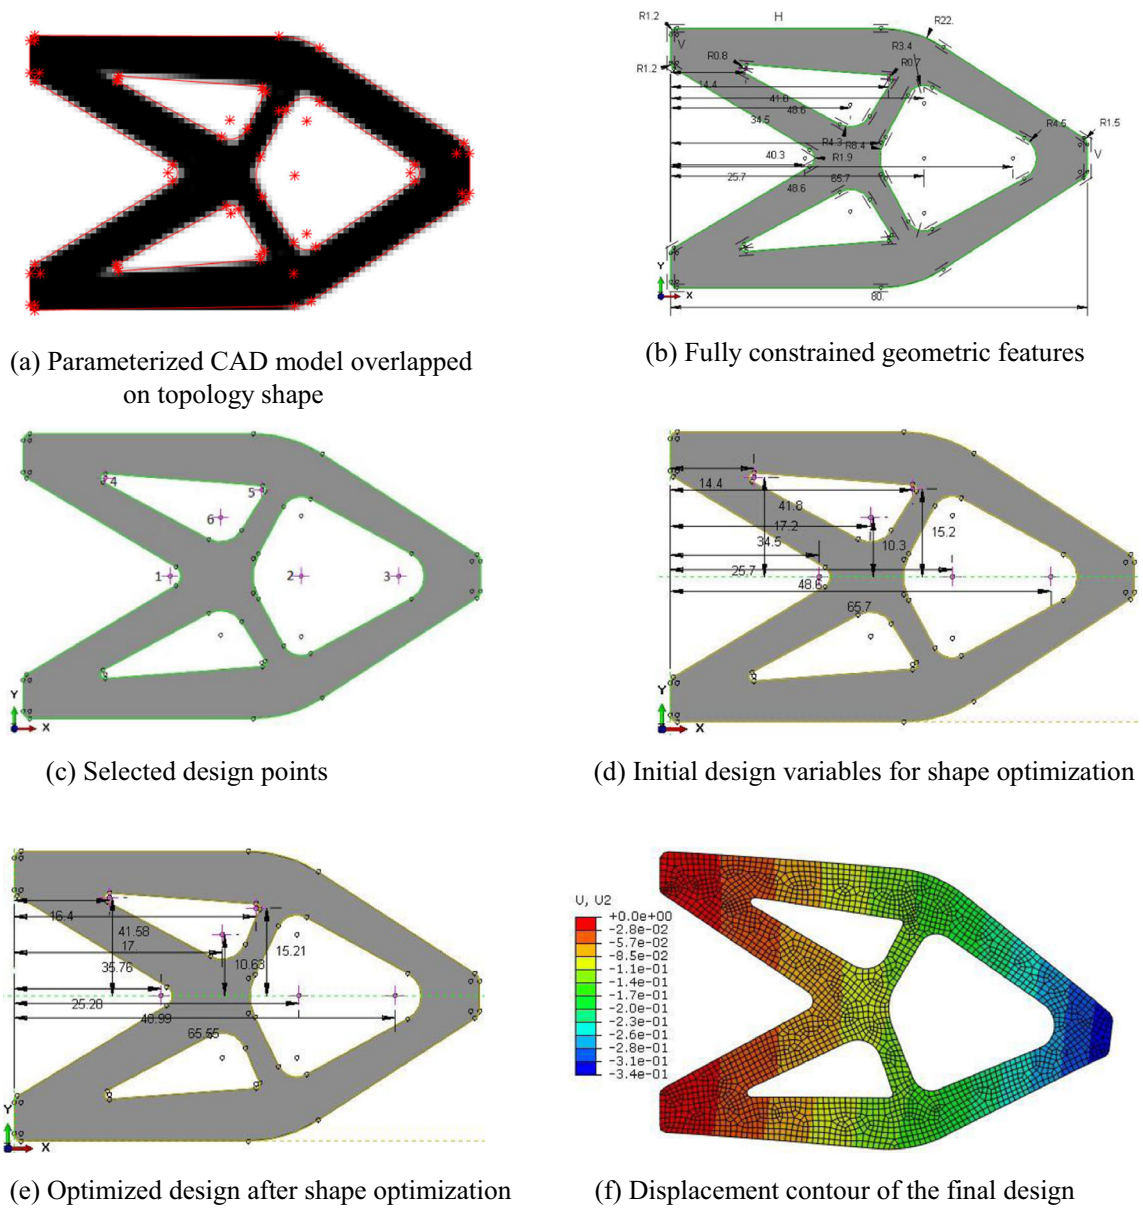 (a) Parameterized CAD model overlapped
on topology shape
R1.2
H
R22.
V
R3.4
R0.8
R0.7
R1.2
14.4
41.8
48.6
34.5
R4.5
R1.5
R4.3
R8.4
40.3
R1.9
V
25.7
65.7
48.6
Y
X
80.
(b) Fully constrained geometric features
4
5
6
1
2
3
Y
X
(c) Selected design points
14.4
41.8
17.2
15.2
34.5
10.3
25.7
48.6
65.7
Y
X
(d) Initial design variables for shape optimization
16.4
41.58
17.
15.21
35.76
10.63
25.28
48.99
65.55
Y
X
(e) Optimized design after shape optimization
U, U2
+0.0e+00
-2.8e-02
-5.7e-02
-8.5e-02
-1.1e-01
-1.4e-01
-1.7e-01
-2.0e-01
-2.3e-01
-2.6e-01
-2.8e-01
-3.1e-01
-3.4e-01
(f) Displacement contour of the final design